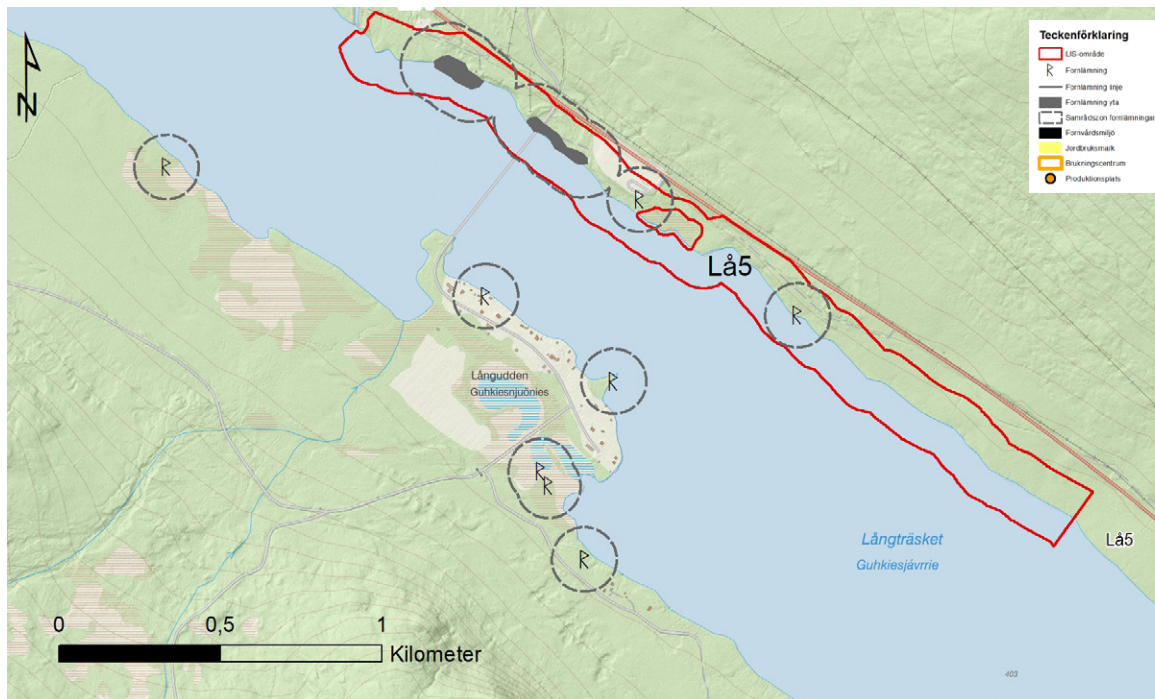 N
Teckenförklaring
LIS-område
R Fornlämning
Fornlämning linje
Fornlämning yta
Samrådszon fornlämningar
Fornvårdsmiljö
Jordbruksmark
Brukningscentrum
Produktionsplats
R
R
Lå5
R
R
R
Långudden
Guhkiesnjuönies
R
R
R
Långträsket
Guhkiesjávrrie
Lå5
0 0,5 1
Kilometer
403